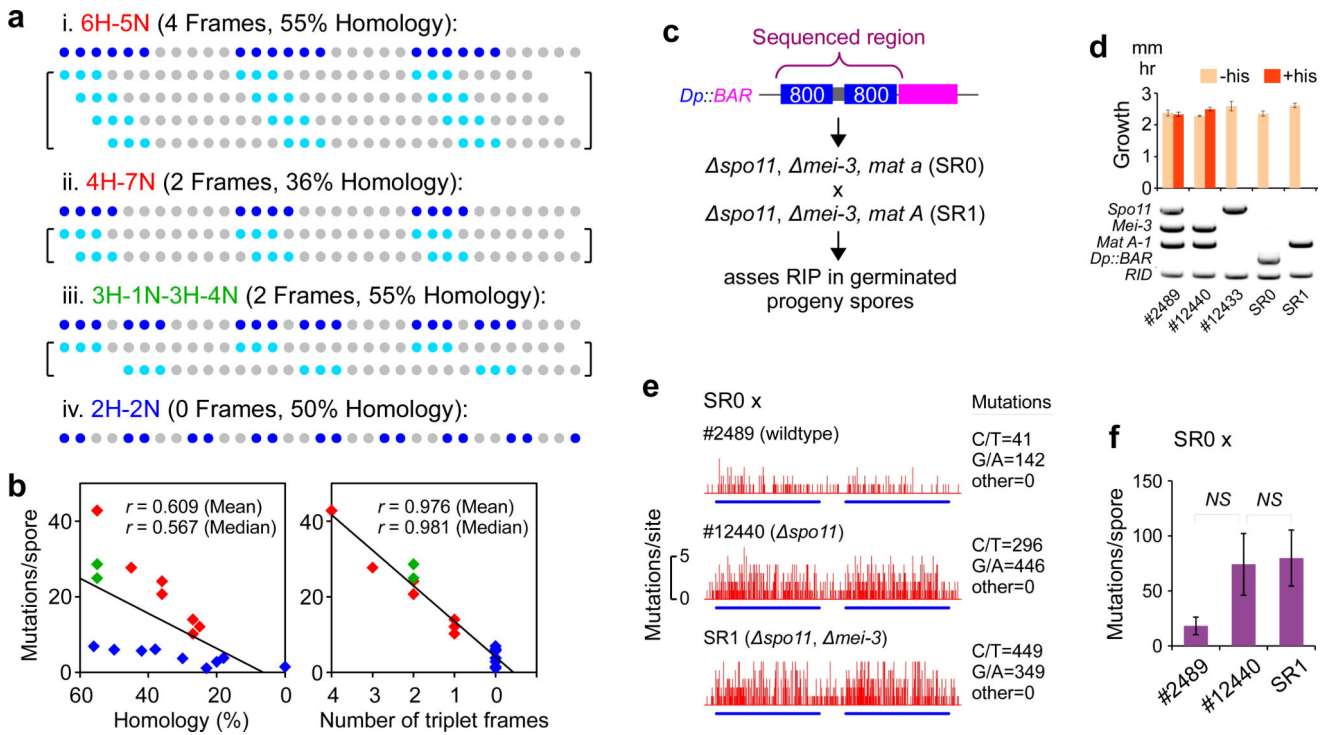 a
i. 6H-5N (4 Frames, 55% Homology):
ii. 4H-7N (2 Frames, 36% Homology):
iii. 3H-1N-3H-4N (2 Frames, 55% Homology):
iv. 2H-2N (0 Frames, 50% Homology):
b
Mutations/spore
40
20
0
r = 0.609 (Mean)
r = 0.567 (Median)
60 40 20 0
Homology (%)
40
20
0
r = 0.976 (Mean)
r = 0.981 (Median)
4 3 2 1 0
Number of triplet frames
c
Sequenced region
Dp::BAR 800 800
Δspo11, Δmei-3, mat a (SR0)
x
Δspo11, Δmei-3, mat A (SR1)
asses RIP in germinated
progeny spores
d
mm
hr
-his +his
Growth
3
2
1
0
Spo11
Mei-3
Mat A-1
Dp::BAR
RID
#2489 #12440 #12433 SR0 SR1
e
SR0 x
Mutations
#2489 (wildtype)
C/T=41
G/A=142
other=0
#12440 (Δspo11)
C/T=296
G/A=446
other=0
Mutations/site
5
0
SR1 (Δspo11, Δmei-3)
C/T=449
G/A=349
other=0
f
SR0 x
Mutations/spore
150
100
50
0
NS NS
#2489 #12440 SR1